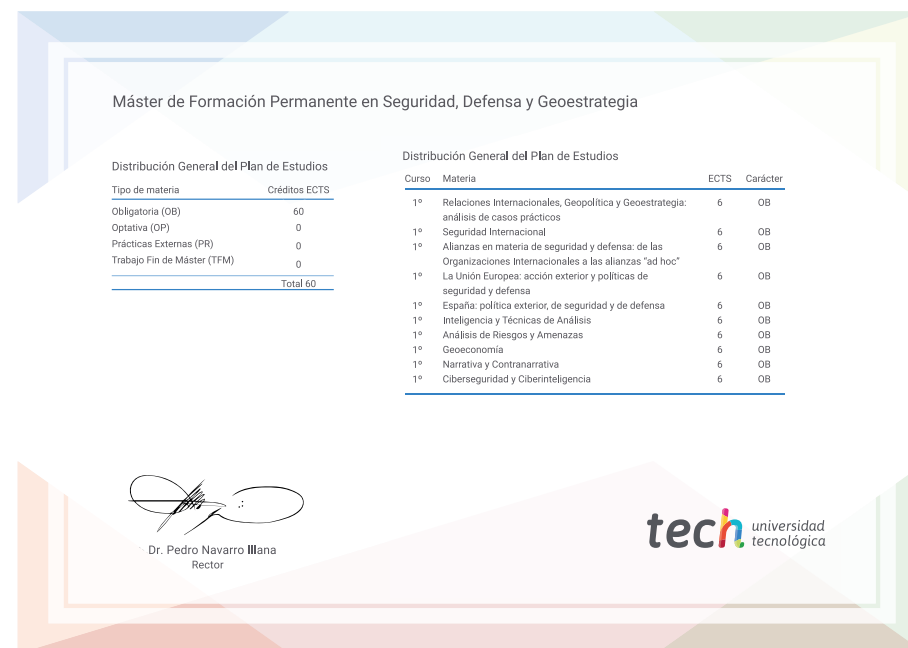 Máster de Formación Permanente en Seguridad, Defensa y Geoestrategia
Distribución General del Plan de Estudios
Tipo de materia Créditos ECTS
Obligatoria (OB) 60
Optativa (OP) 0
Prácticas Externas (PR) 0
Trabajo Fin de Máster (TFM) 0
Total 60
Distribución General del Plan de Estudios
Curso Materia ECTS Carácter
1º Relaciones Internacionales, Geopolítica y Geoestrategia: 6 OB
análisis de casos prácticos
1º Seguridad Internacional 6 OB
1º Alianzas en materia de seguridad y defensa: de las 6 OB
Organizaciones Internacionales a las alianzas “ad hoc”
1º La Unión Europea: acción exterior y políticas de 6 OB
seguridad y defensa
1º España: política exterior, de seguridad y de defensa 6 OB
1º Inteligencia y Técnicas de Análisis 6 OB
1º Análisis de Riesgos y Amenazas 6 OB
1º Geoeconomía 6 OB
1º Narrativa y Contranarrativa 6 OB
1º Ciberseguridad y Ciberinteligencia 6 OB
Dr. Pedro Navarro Illana
Rector
tech universidad
tecnológica